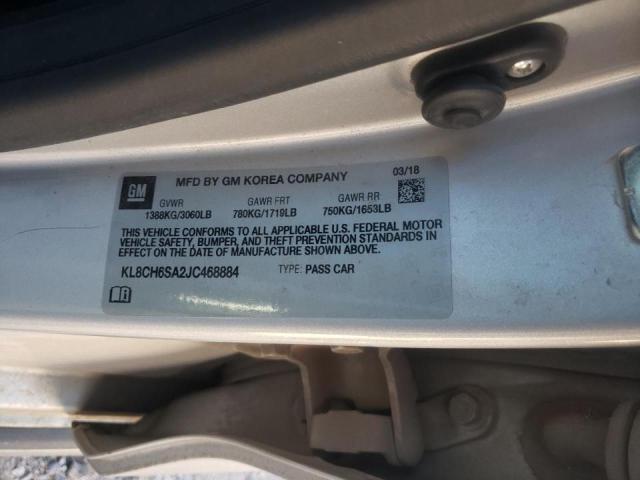 GM
MFD BY GM KOREA COMPANY 03/18
GVWR GAWR FRT GAWR RR
1388KG/3060LB 780KG/1719LB 750KG/1653LB
THIS VEHICLE CONFORMS TO ALL APPLICABLE U.S. FEDERAL MOTOR
VEHICLE SAFETY, BUMPER, AND THEFT PREVENTION STANDARDS
IN EFFECT ON THE DATE OF MANUFACTURE SHOWN ABOVE.
KL8CH6SA2JC468884 TYPE: PASS CAR